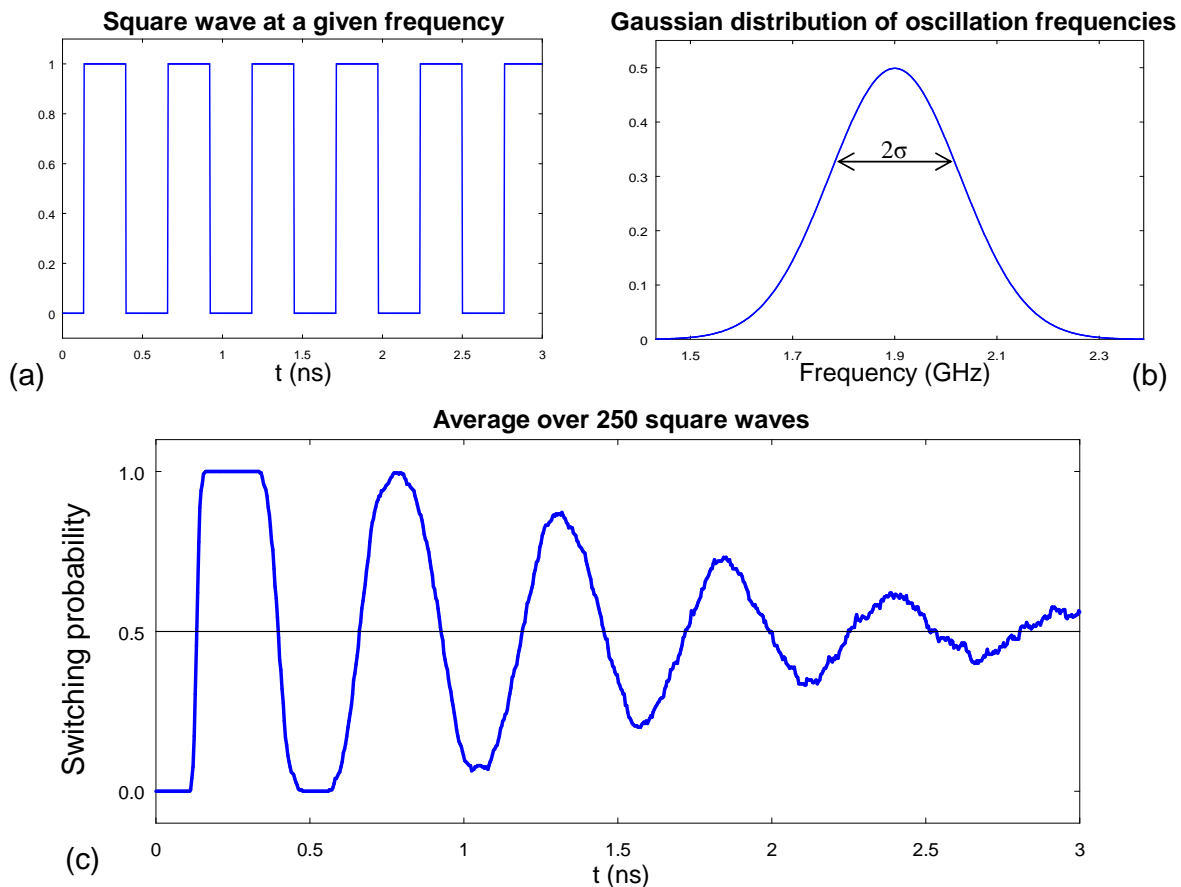 Square wave at a given frequency
1
0.8
0.6
0.4
0.2
0
0 0.5 1 1.5 2 2.5 3
t (ns)
(a)
Gaussian distribution of oscillation frequencies
0.5
0.4
0.3
0.2
0.1
0
2σ
1.5 1.7 1.9 2.1 2.3
Frequency (GHz)
(b)
Average over 250 square waves
Switching probability
1.0
0.5
0.0
0 0.5 1 1.5 2 2.5 3
t (ns)
(c)